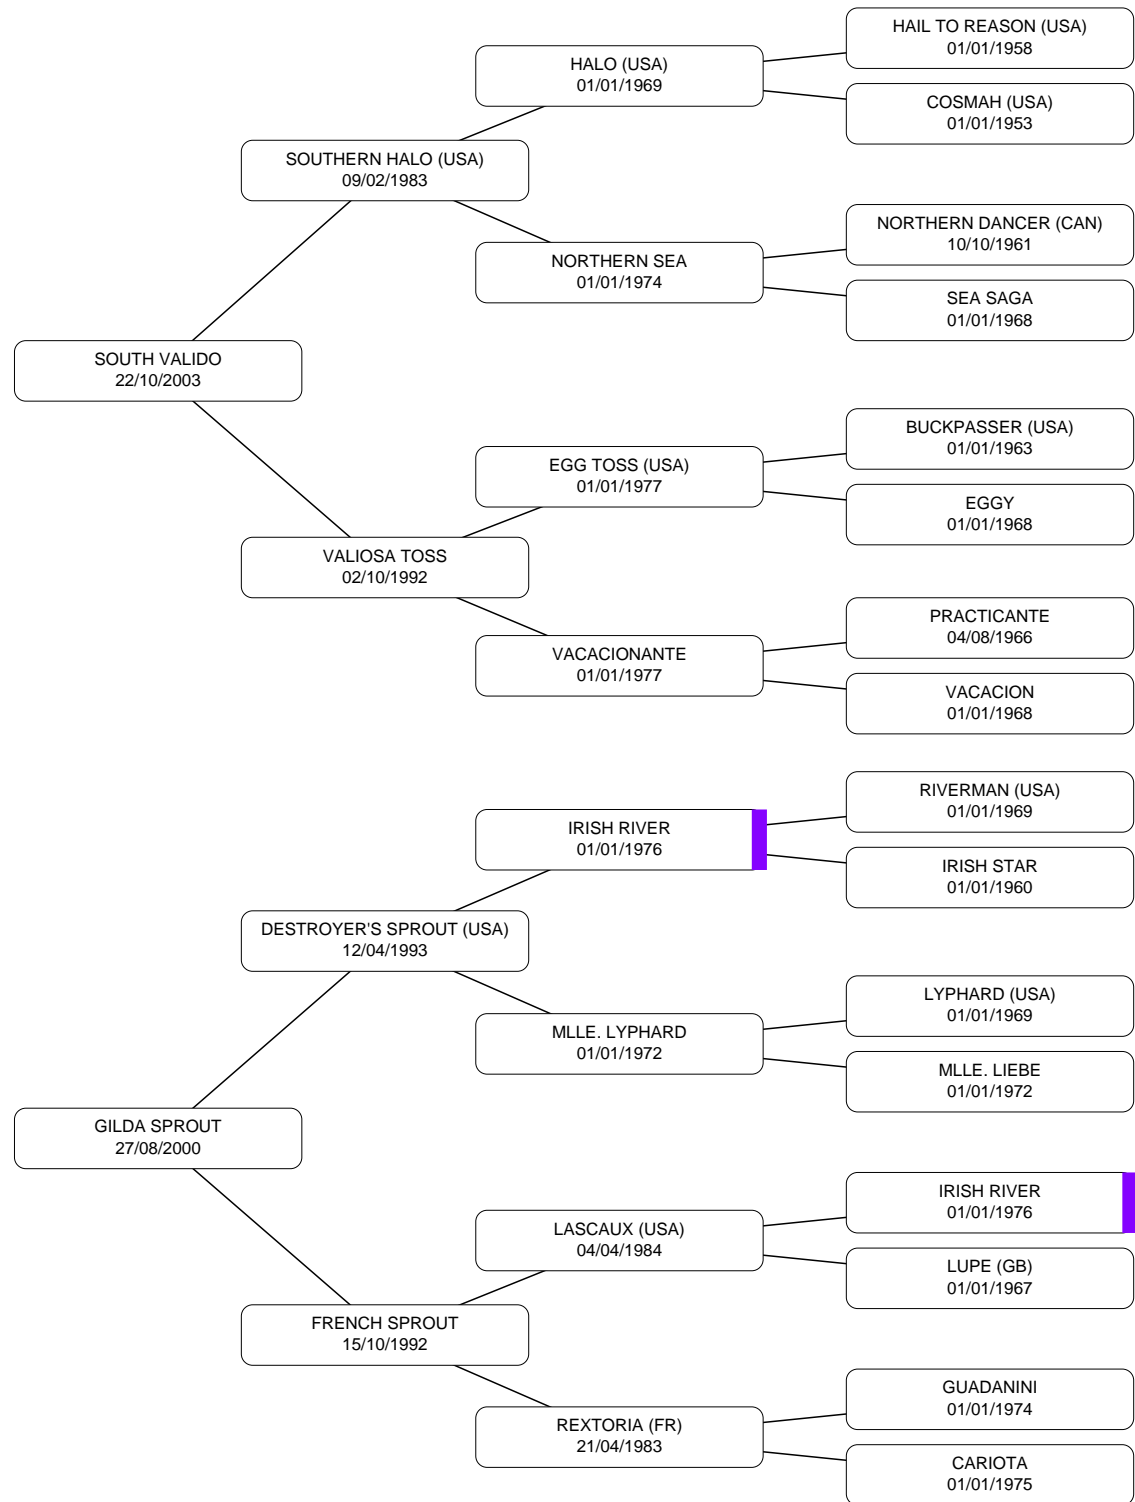 HAIL TO REASON (USA)
01/01/1958
HALO (USA)
01/01/1969
COSMAH (USA)
01/01/1953
SOUTHERN HALO (USA)
09/02/1983
NORTHERN DANCER (CAN)
10/10/1961
NORTHERN SEA
01/01/1974
SEA SAGA
01/01/1968
SOUTH VALIDO
22/10/2003
BUCKPASSER (USA)
01/01/1963
EGG TOSS (USA)
01/01/1977
EGGY
01/01/1968
VALIOSA TOSS
02/10/1992
PRACTICANTE
04/08/1966
VACACIONANTE
01/01/1977
VACACION
01/01/1968
RIVERMAN (USA)
01/01/1969
IRISH RIVER
01/01/1976
IRISH STAR
01/01/1960
DESTROYER'S SPROUT (USA)
12/04/1993
LYPHARD (USA)
01/01/1969
MLLE. LYPHARD
01/01/1972
MLLE. LIEBE
01/01/1972
GILDA SPROUT
27/08/2000
IRISH RIVER
01/01/1976
LASCAUX (USA)
04/04/1984
LUPE (GB)
01/01/1967
FRENCH SPROUT
15/10/1992
GUADANINI
01/01/1974
REXTORIA (FR)
21/04/1983
CARIOTA
01/01/1975